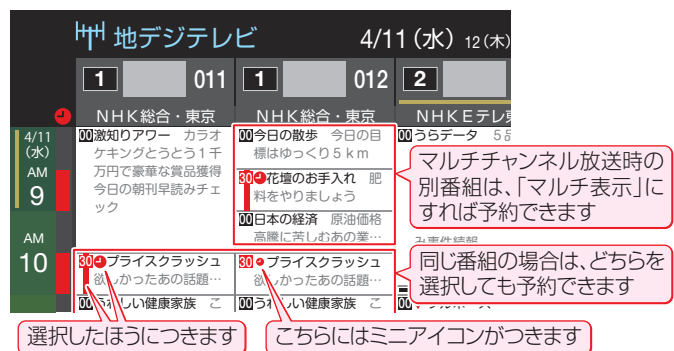 地デジテレビ 4/11(水) 12(木)
1 011 1 012 2
NHK総合・東京 NHK総合・東京 NHKEテレ東
4/11
(水)
AM
9
AM
10
00激知りアワー カラオ
ケキングとうとう1千
万円で豪華な賞品獲得
今日の朝刊早読みチェ
ック
30プライスクラッシュ
欲しかったあの話題…
00うれしい健康家族 こ
00今日の散歩 今日の目
標はゆっくり5km
30花壇のお手入れ 肥
料をやりましょう
00日本の経済 原油価格
高騰に苦しむあの業…
30プライスクラッシュ
欲しかったあの話題…
00うれしい健康家族 こ
00うらデータ 5
マルチチャンネル放送時の
別番組は、「マルチ表示」に
すれば予約できます
同じ番組の場合は、どちらを
選択しても予約できます
選択したほうにつきます
こちらにはミニアイコンがつきます